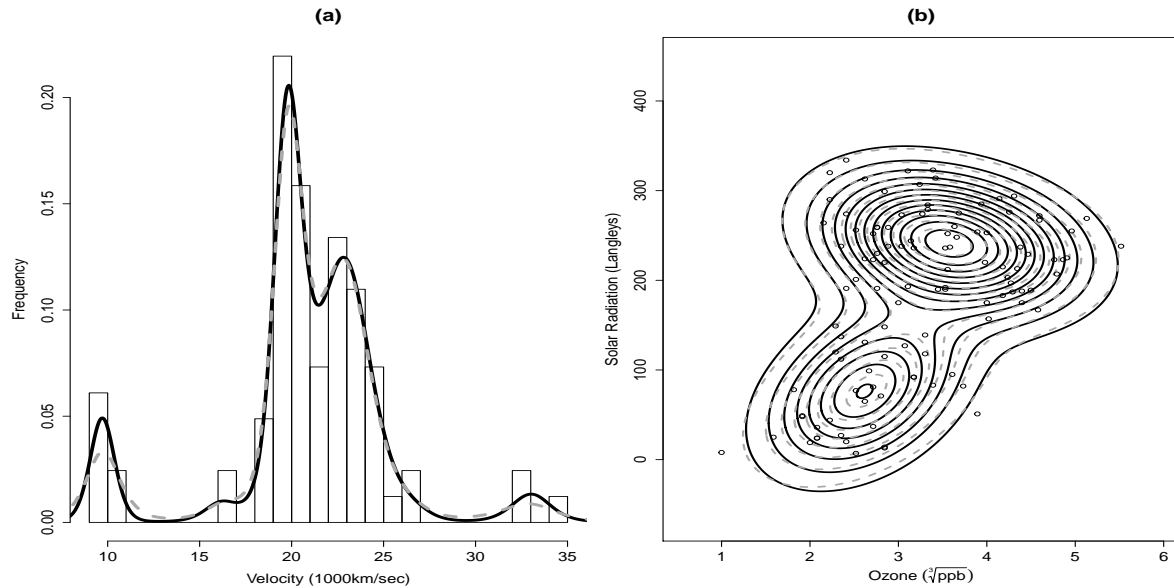 (a)
Frequency
0.20
0.15
0.10
0.05
0.00
10 15 20 25 30 35
Velocity (1000km/sec)
(b)
Solar Radiation (Langleys)
400
300
200
100
0
1 2 3 4 5 6
Ozone (∛ppb)